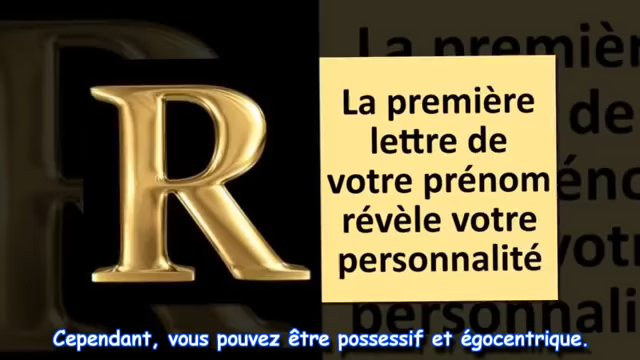 R
La première
lettre de
votre prénom
révèle votre
personnalité
Cependant, vous pouvez être possessif et égocentrique.